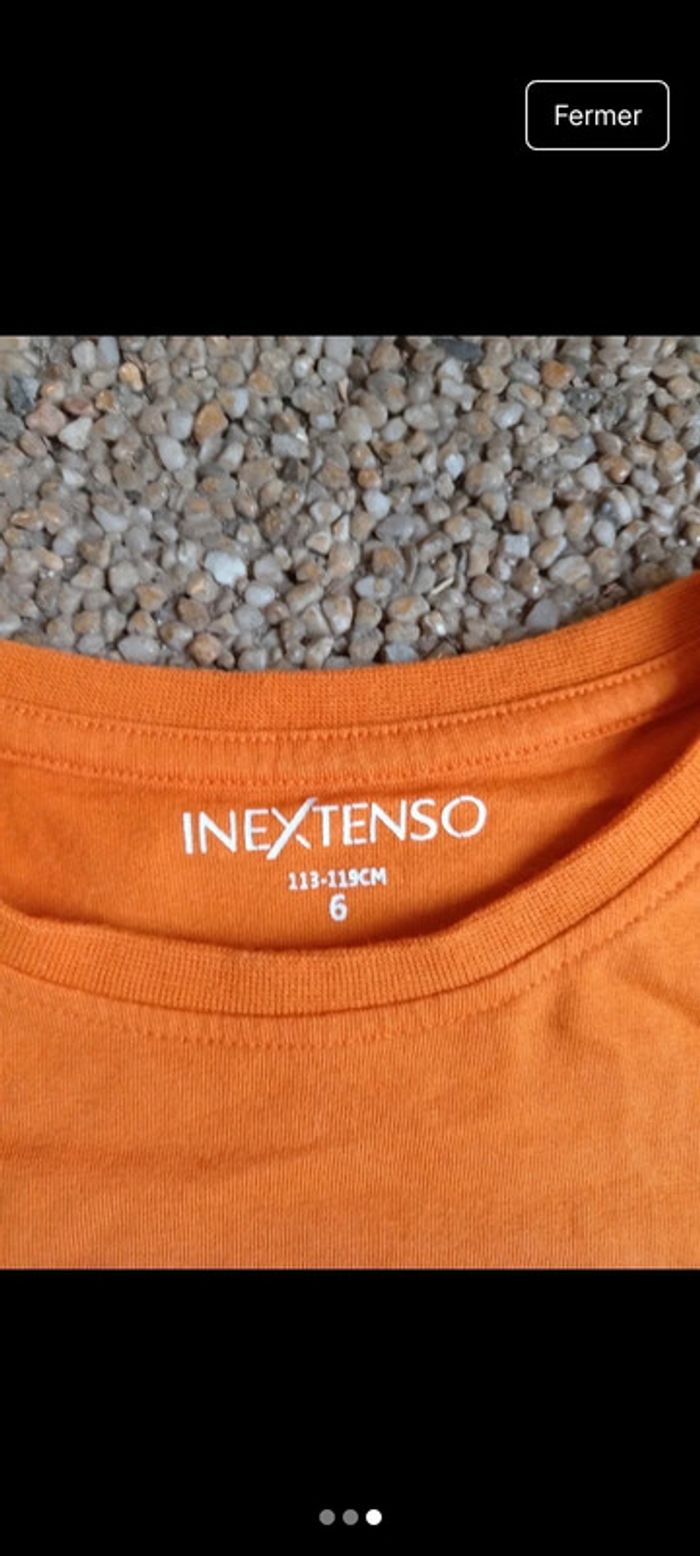 Fermer
INEXTENSO
113-119CM
6